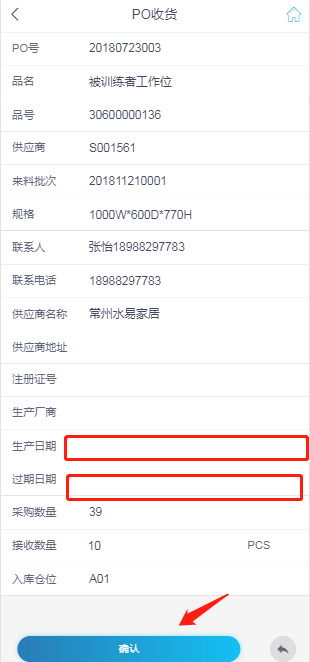 PO收货
PO号 20180723003
品名 被训练者工作位
品号 30600000136
供应商 S001561
来料批次 201811210001
规格 1000W*600D*770H
联系人 张怡18988297783
联系电话 18988297783
供应商名称 常州水易家居
供应商地址
注册证号
生产厂商
生产日期
过期日期
采购数量 39
接收数量 10 PCS
入库仓位 A01
确认